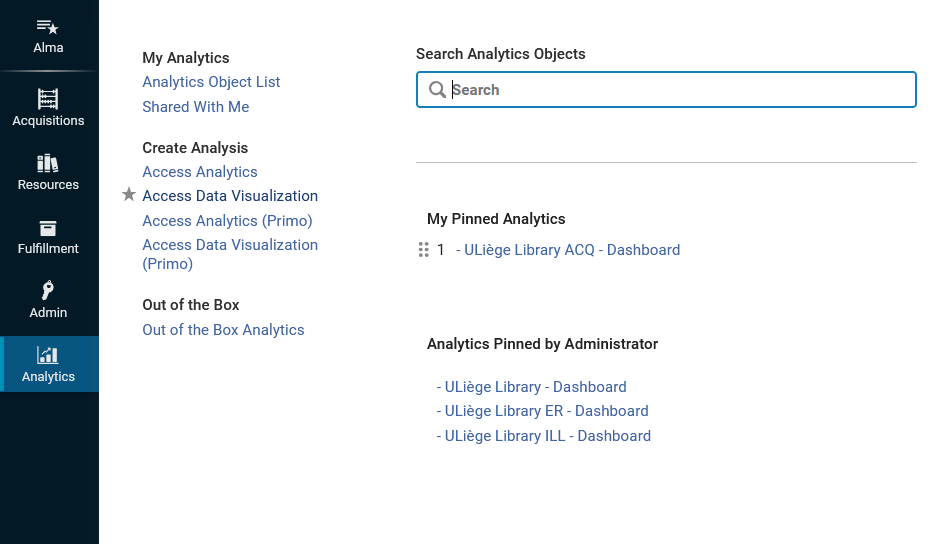 Alma
Acquisitions
Resources
Fulfillment
Admin
Analytics
My Analytics
Analytics Object List
Shared With Me
Create Analysis
Access Analytics
Access Data Visualization
Access Analytics (Primo)
Access Data Visualization
(Primo)
Out of the Box
Out of the Box Analytics
Search Analytics Objects
Search
My Pinned Analytics
1 - ULiège Library ACQ - Dashboard
Analytics Pinned by Administrator
- ULiège Library - Dashboard
- ULiège Library ER - Dashboard
- ULiège Library ILL - Dashboard